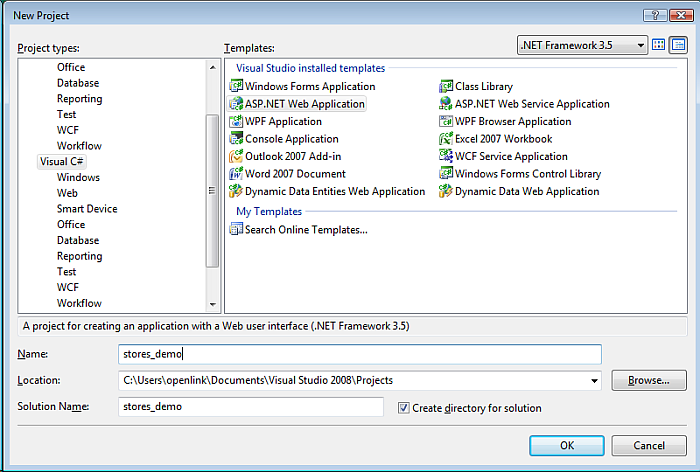 New Project
Project types:
Templates:
.NET Framework 3.5
Office
Database
Reporting
Test
WCF
Workflow
Visual C#
Windows
Web
Smart Device
Office
Database
Reporting
Test
WCF
Workflow
Visual Studio installed templates
Windows Forms Application
Class Library
ASP.NET Web Application
ASP.NET Web Service Application
WPF Application
WPF Browser Application
Console Application
Excel 2007 Workbook
Outlook 2007 Add-in
WCF Service Application
Word 2007 Document
Windows Forms Control Library
Dynamic Data Entities Web Application
Dynamic Data Web Application
My Templates
Search Online Templates...
A project for creating an application with a Web user interface (.NET Framework 3.5)
Name:
stores_demo
Location:
C:\Users\openlink\Documents\Visual Studio 2008\Projects
Browse...
Solution Name:
stores_demo
Create directory for solution
OK
Cancel